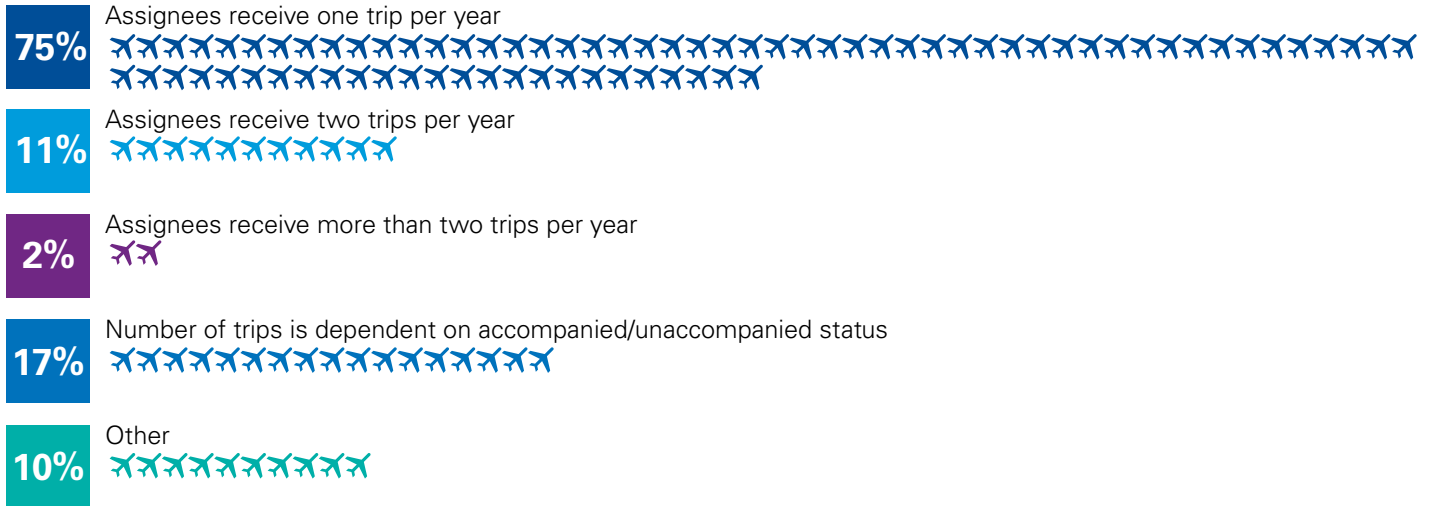 Assignees receive one trip per year
75%
Assignees receive two trips per year
11%
Assignees receive more than two trips per year
2%
Number of trips is dependent on accompanied/unaccompanied status
17%
Other
10%